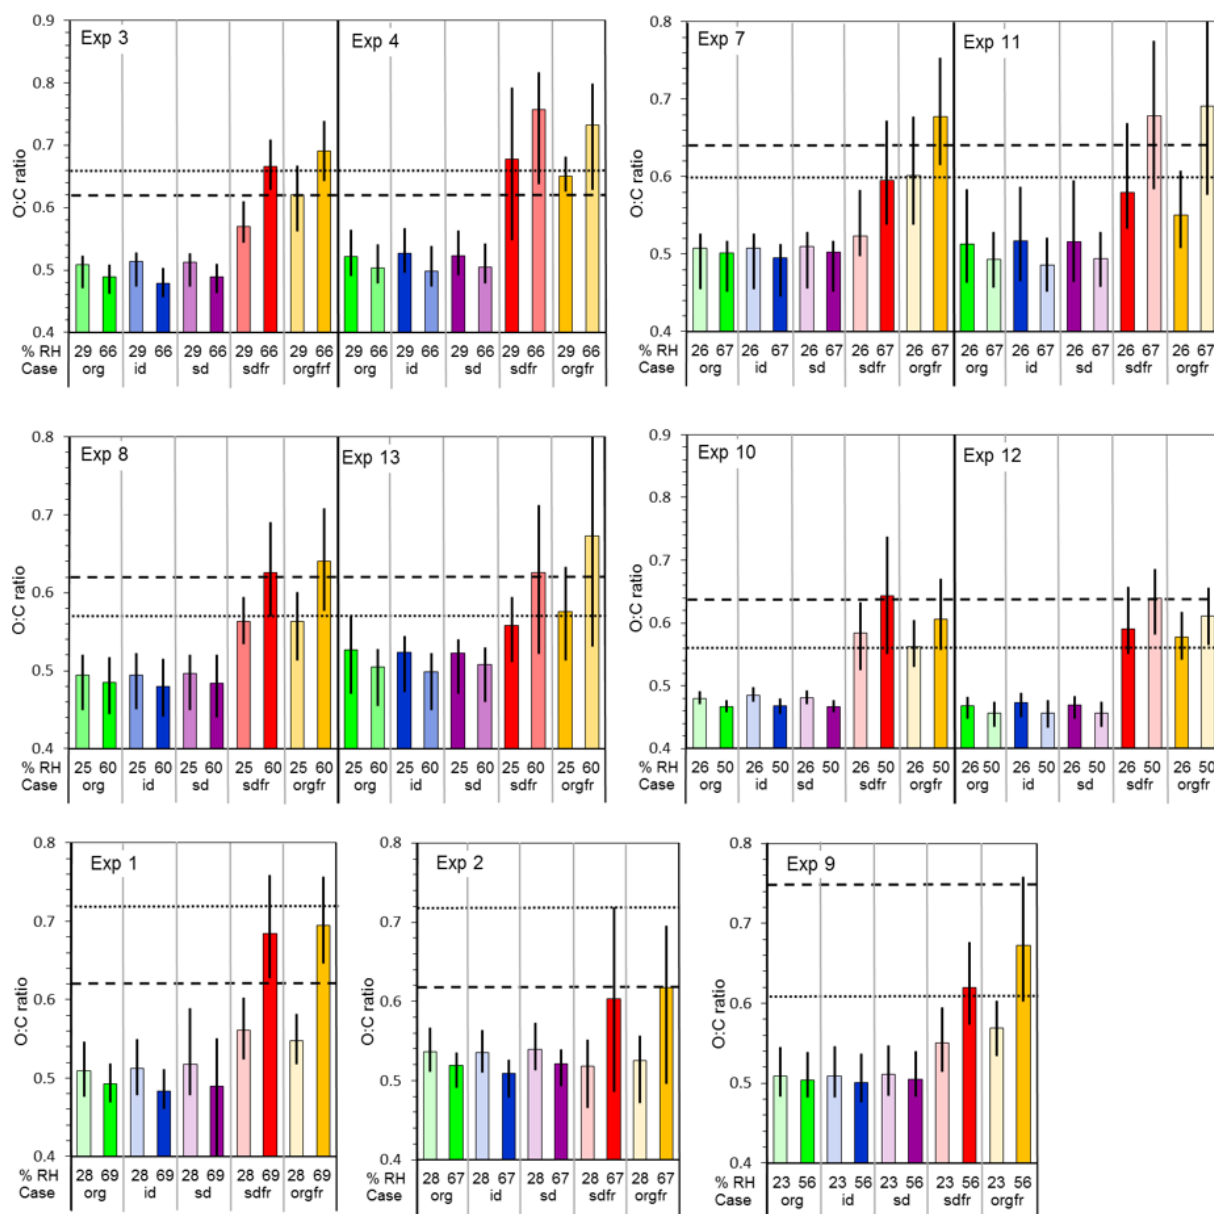 Exp 3 Exp 4
0.9
0.8
0.7
0.6
0.5
0.4
O:C ratio
% RH 29 66 29 66 29 66 29 66 29 66 29 66 29 66 29 66 29 66 29 66
Case org id sd sdfr orgfrf org id sd sdfr orgfr
Exp 7 Exp 11
0.8
0.7
0.6
0.5
0.4
O:C ratio
% RH 26 67 26 67 26 67 26 67 26 67 26 67 26 67 26 67 26 67 26 67
Case org id sd sdfr orgfr org id sd sdfr orgfr
Exp 8 Exp 13
0.8
0.7
0.6
0.5
0.4
O:C ratio
% RH 25 60 25 60 25 60 25 60 25 60 25 60 25 60 25 60 25 60 25 60
Case org id sd sdfr orgfr org id sd sdfr orgfr
Exp 10 Exp 12
0.9
0.8
0.7
0.6
0.5
0.4
O:C ratio
% RH 26 50 26 50 26 50 26 50 26 50 26 50 26 50 26 50 26 50 26 50
Case org id sd sdfr orgfr org id sd sdfr orgfr
Exp 1
0.8
0.7
0.6
0.5
0.4
O:C ratio
% RH 28 69 28 69 28 69 28 69 28 69
Case org id sd sdfr orgfr
Exp 2
0.8
0.7
0.6
0.5
0.4
O:C ratio
% RH 28 67 28 67 28 67 28 67 28 67
Case org id sd sdfr orgfr
Exp 9
0.8
0.7
0.6
0.5
0.4
O:C ratio
% RH 23 56 23 56 23 56 23 56 23 56
Case org id sd sdfr orgfr